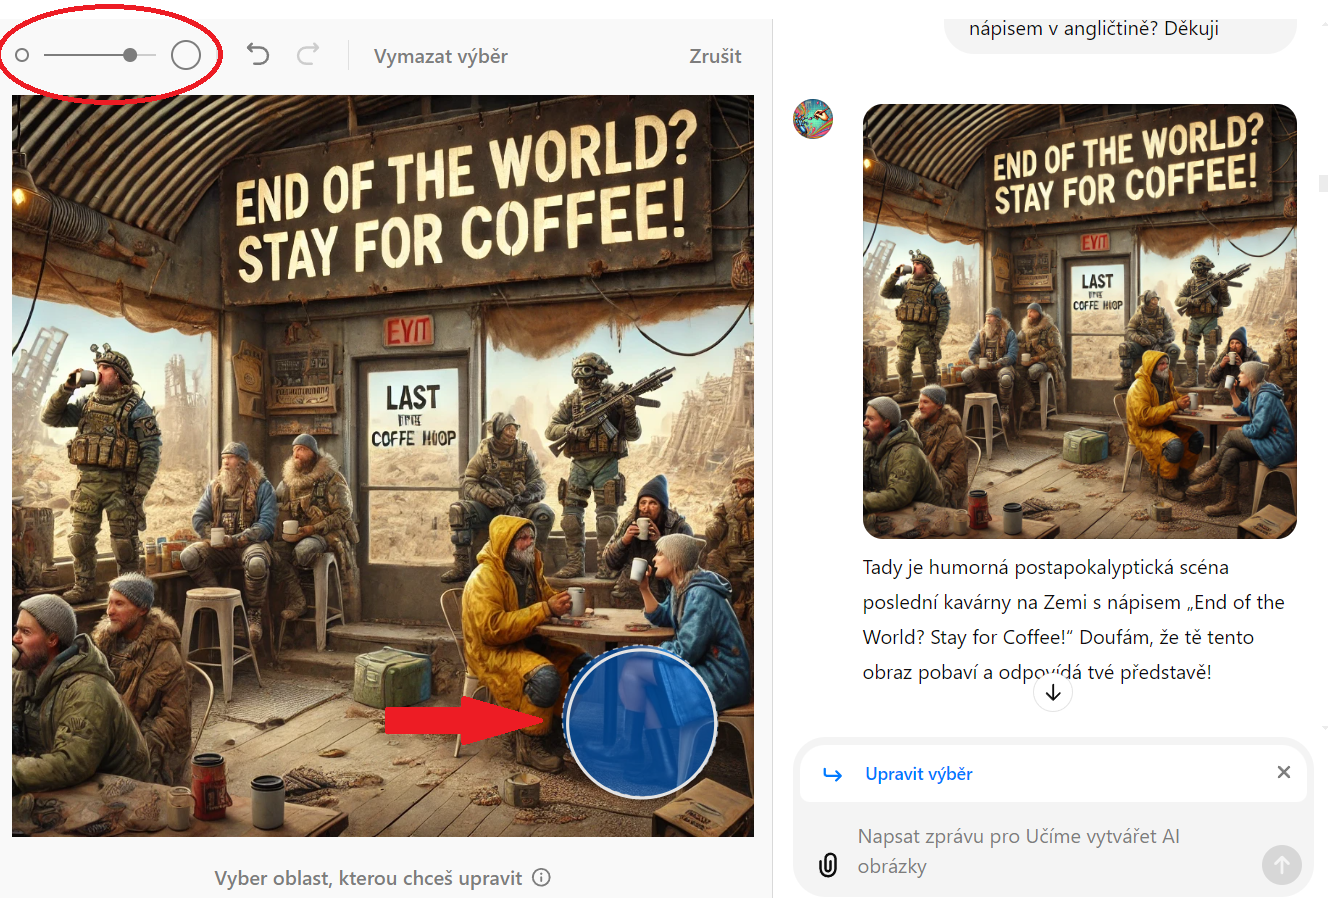 Vymazat výběr
Zrušit
END OF THE WORLD?
STAY FOR COFFEE!
EXIT
LAST
COFFE HOOP
Vyber oblast, kterou chceš upravit
nápisem v angličtině? Děkuji
END OF THE WORLD?
STAY FOR COFFEE!
EXIT
LAST
COFFE HOOP
Tady je humorná postapokalyptická scéna
poslední kavárny na Zemi s nápisem „End of the
World? Stay for Coffee!“ Doufám, že tě tento
obraz pobaví a odpovídá tvé představě!
Upravit výběr
Napsat zprávu pro Učíme vytvářet AI
obrázky